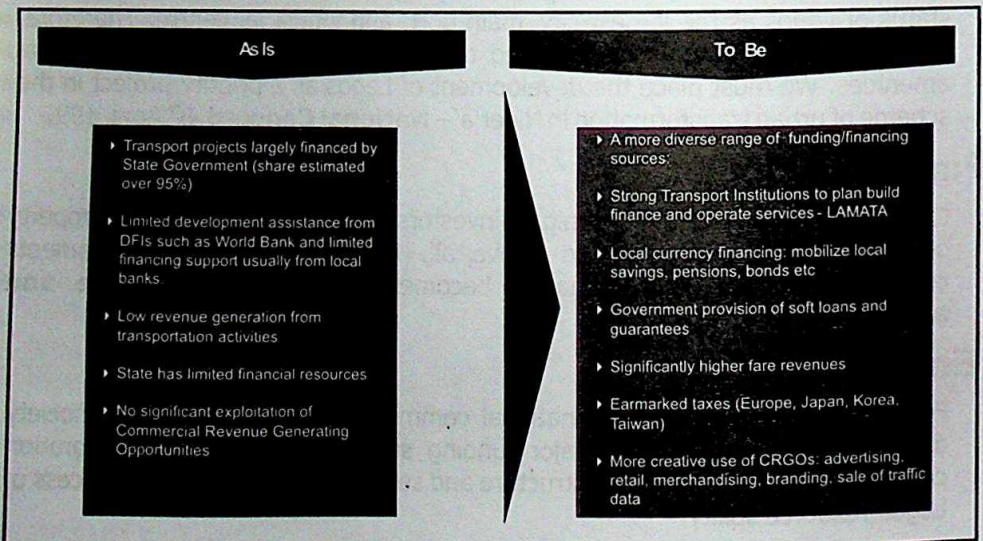 As Is
Transport projects largely financed by
State Government (share estimated
over 95%)
Limited development assistance from
DFIs such as World Bank and limited
financing support usually from local
banks.
Low revenue generation from
transportation activities
State has limited financial resources
No significant exploitation of
Commercial Revenue Generating
Opportunities
To Be
A more diverse range of funding/financing
sources:
Strong Transport Institutions to plan build
finance and operate services - LAMATA
Local currency financing: mobilize local
savings, pensions, bonds etc
Government provision of soft loans and
guarantees
Significantly higher fare revenues
Earmarked taxes (Europe, Japan, Korea,
Taiwan)
More creative use of CRGOs: advertising,
retail, merchandising, branding, sale of traffic
data